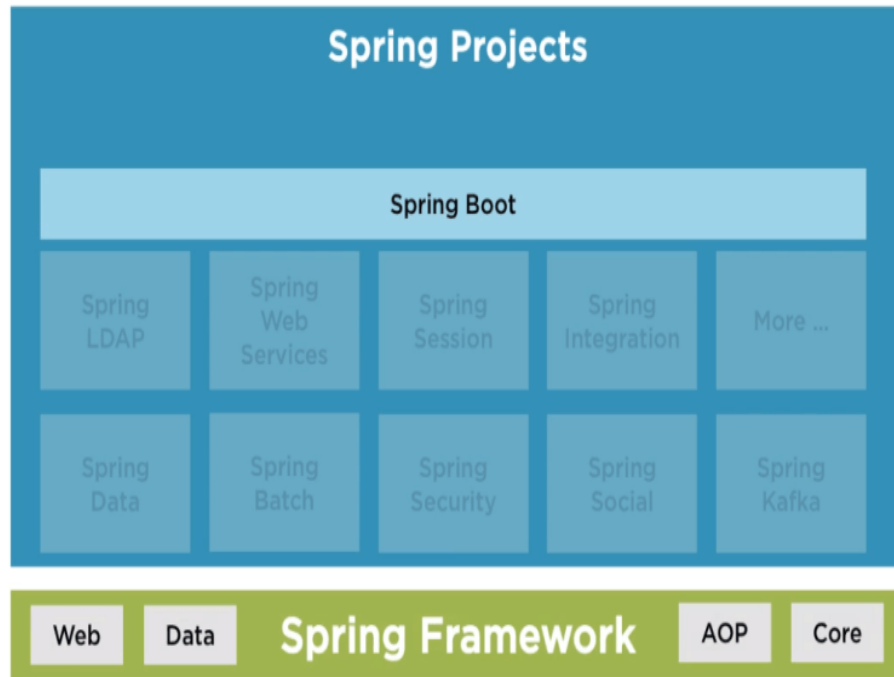 Spring Projects
Spring Boot
Spring
LDAP
Spring
Web
Services
Spring
Session
Spring
Integration
More ...
Spring
Data
Spring
Batch
Spring
Security
Spring
Social
Spring
Kafka
Web
Data
Spring Framework
AOP
Core